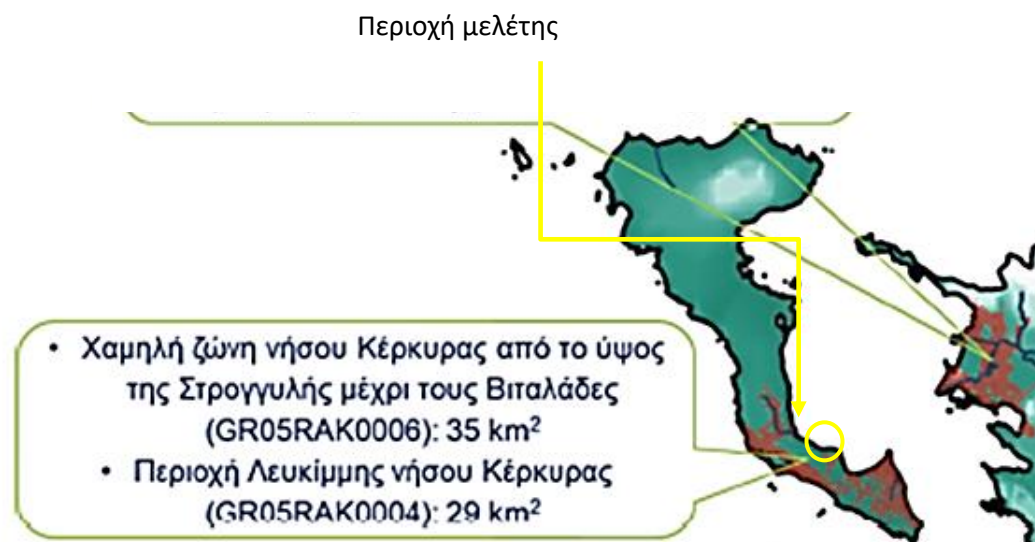 Περιοχή μελέτης
• Χαμηλή ζώνη νήσου Κέρκυρας από το ύψος
της Στρογγυλής μέχρι τους Βιταλάδες
(GR05RAK0006): 35 km²
• Περιοχή Λευκίμμης νήσου Κέρκυρας
(GR05RAK0004): 29 km²